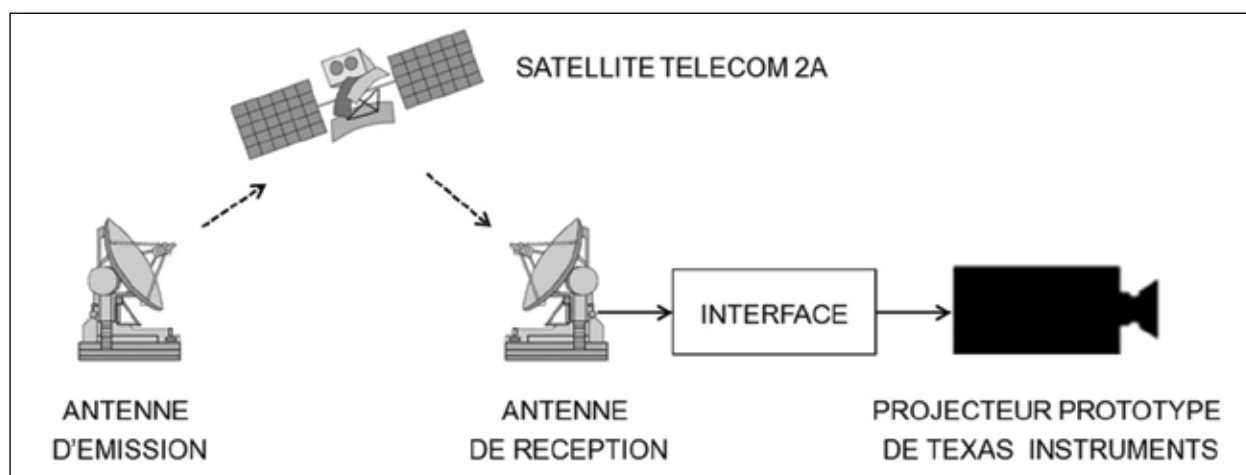 SATELLITE TELECOM 2A
INTERFACE
ANTENNE
D'EMISSION
ANTENNE
DE RECEPTION
PROJECTEUR PROTOTYPE
DE TEXAS INSTRUMENTS